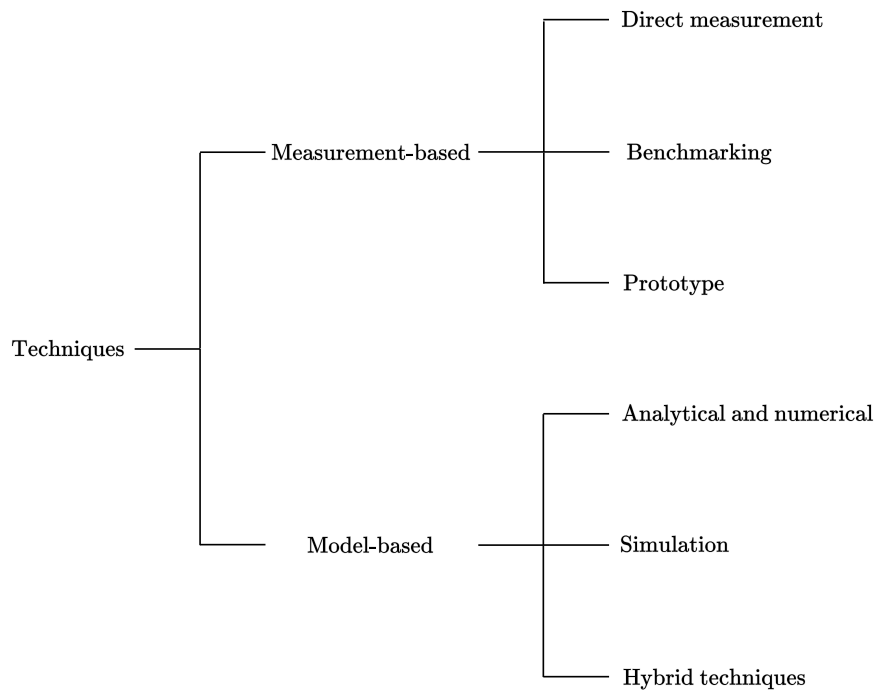 Direct measurement
Measurement-based
Benchmarking
Prototype
Techniques
Analytical and numerical
Model-based
Simulation
Hybrid techniques